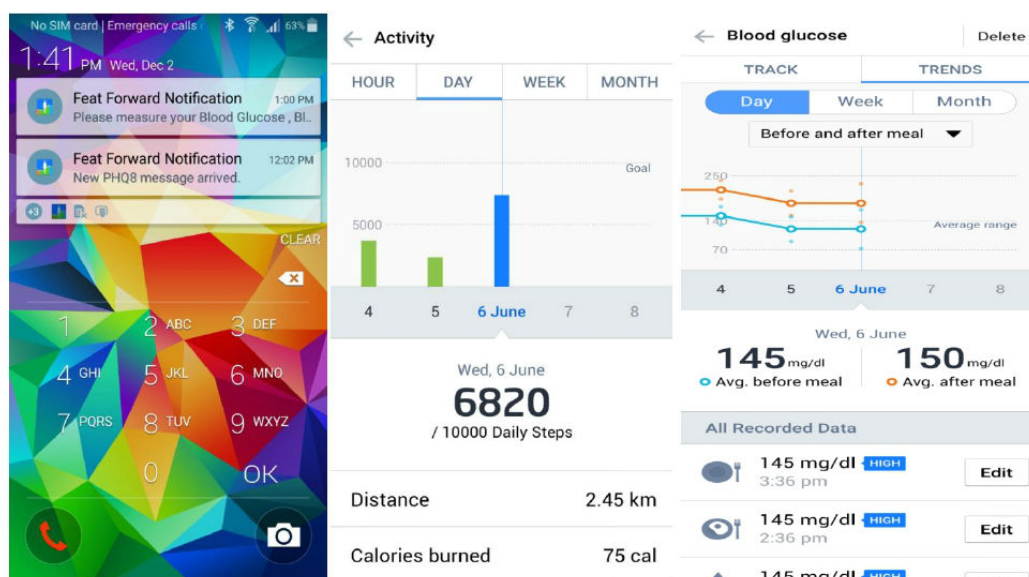 No SIM card | Emergency calls
63%
1:41 PM Wed, Dec 2
Feat Forward Notification 1:00 PM
Please measure your Blood Glucose , Bl..
Feat Forward Notification 12:02 PM
New PHQ8 message arrived.
+3
CLEAR
1 2 ABC 3 DEF
4 GHI 5 JKL 6 MNO
7 PQRS 8 TUV 9 WXYZ
0 OK
Activity
HOUR DAY WEEK MONTH
10000 Goal
5000
4 5 6 June 7 8
Wed, 6 June
6820
/ 10000 Daily Steps
Distance 2.45 km
Calories burned 75 cal
Blood glucose Delete
TRACK TRENDS
Day Week Month
Before and after meal
250
140 Average range
70
4 5 6 June 7 8
Wed, 6 June
145 mg/dl 150 mg/dl
Avg. before meal Avg. after meal
All Recorded Data
145 mg/dl HIGH
3:36 pm
Edit
145 mg/dl HIGH
2:36 pm
Edit
145 mg/dl HIGH